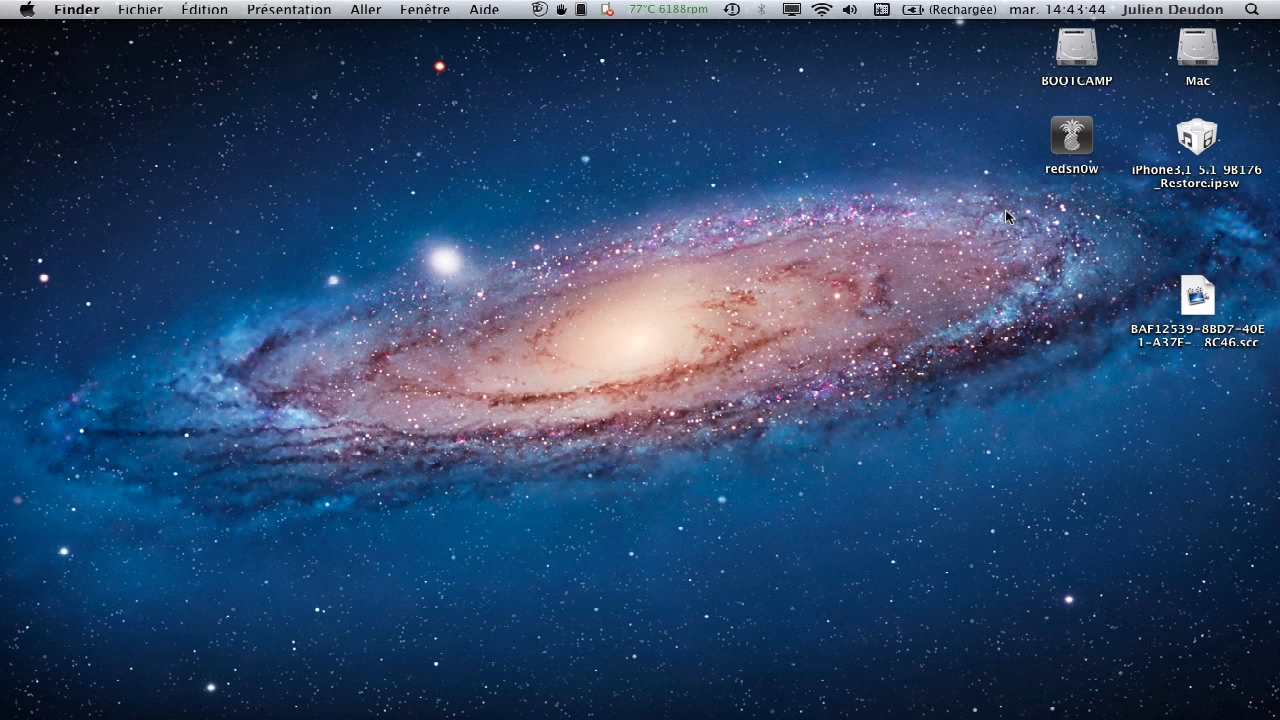 Finder Fichier Édition Présentation Aller Fenêtre Aide 77°C 6188rpm (Rechargée) mar. 14:43:44 Julien Deudon
BOOTCAMP
Mac
redsn0w
iPhone3,1_5.1_9B176
_Restore.ipsw
BAF12539-8BD7-40E
1-A37F-...8C46.scc